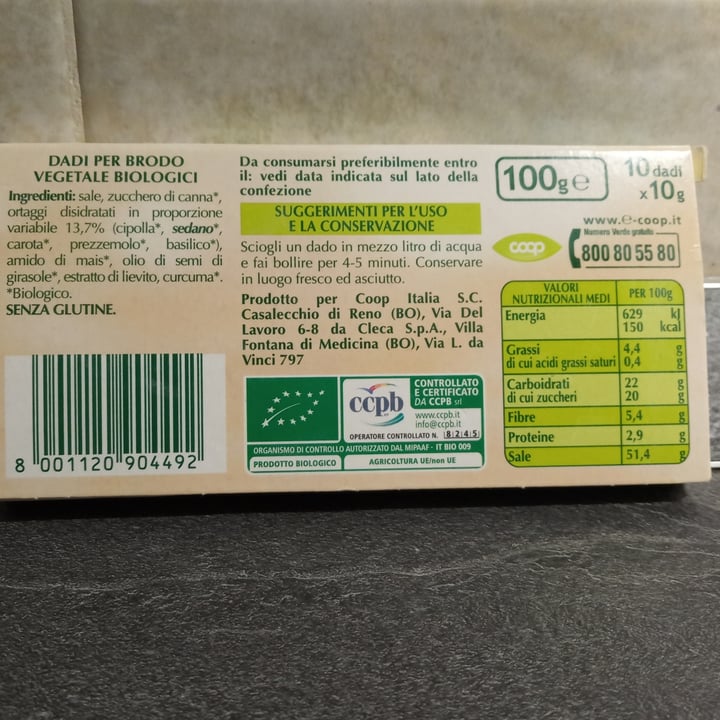 DADI PER BRODO
VEGETALE BIOLOGICI
Ingredienti: sale, zucchero di canna*,
ortaggi disidratati in proporzione
variabile 13,7% (cipolla*, sedano*,
carota*, prezzemolo*, basilico*),
amido di mais*, olio di semi di
girasole*, estratto di lievito, curcuma*.
*Biologico.
SENZA GLUTINE.
8 001120 904492
Da consumarsi preferibilmente entro
il: vedi data indicata sul lato della
confezione
SUGGERIMENTI PER L'USO
E LA CONSERVAZIONE
Sciogli un dado in mezzo litro di acqua
e fai bollire per 4-5 minuti. Conservare
in luogo fresco ed asciutto.
Prodotto per Coop Italia S.C.
Casalecchio di Reno (BO), Via Del
Lavoro 6-8 da Cleca S.p.A., Villa
Fontana di Medicina (BO), Via L. da
Vinci 797
ccpb
CONTROLLATO
E CERTIFICATO
DA CCPB srl
www.ccpb.it
info@ccpb.it
OPERATORE CONTROLLATO N. 8245
ORGANISMO DI CONTROLLO AUTORIZZATO DAL MIPAAF - IT BIO 009
PRODOTTO BIOLOGICO AGRICOLTURA UE/non UE
100g e
10 dadi
x 10g
www.e-coop.it
coop
Numero Verde gratuito
800 80 55 80
VALORI
NUTRIZIONALI MEDI PER 100g
Energia 629 kJ
150 kcal
Grassi 4,4 g
di cui acidi grassi saturi 0,4 g
Carboidrati 22 g
di cui zuccheri 20 g
Fibre 5,4 g
Proteine 2,9 g
Sale 51,4 g